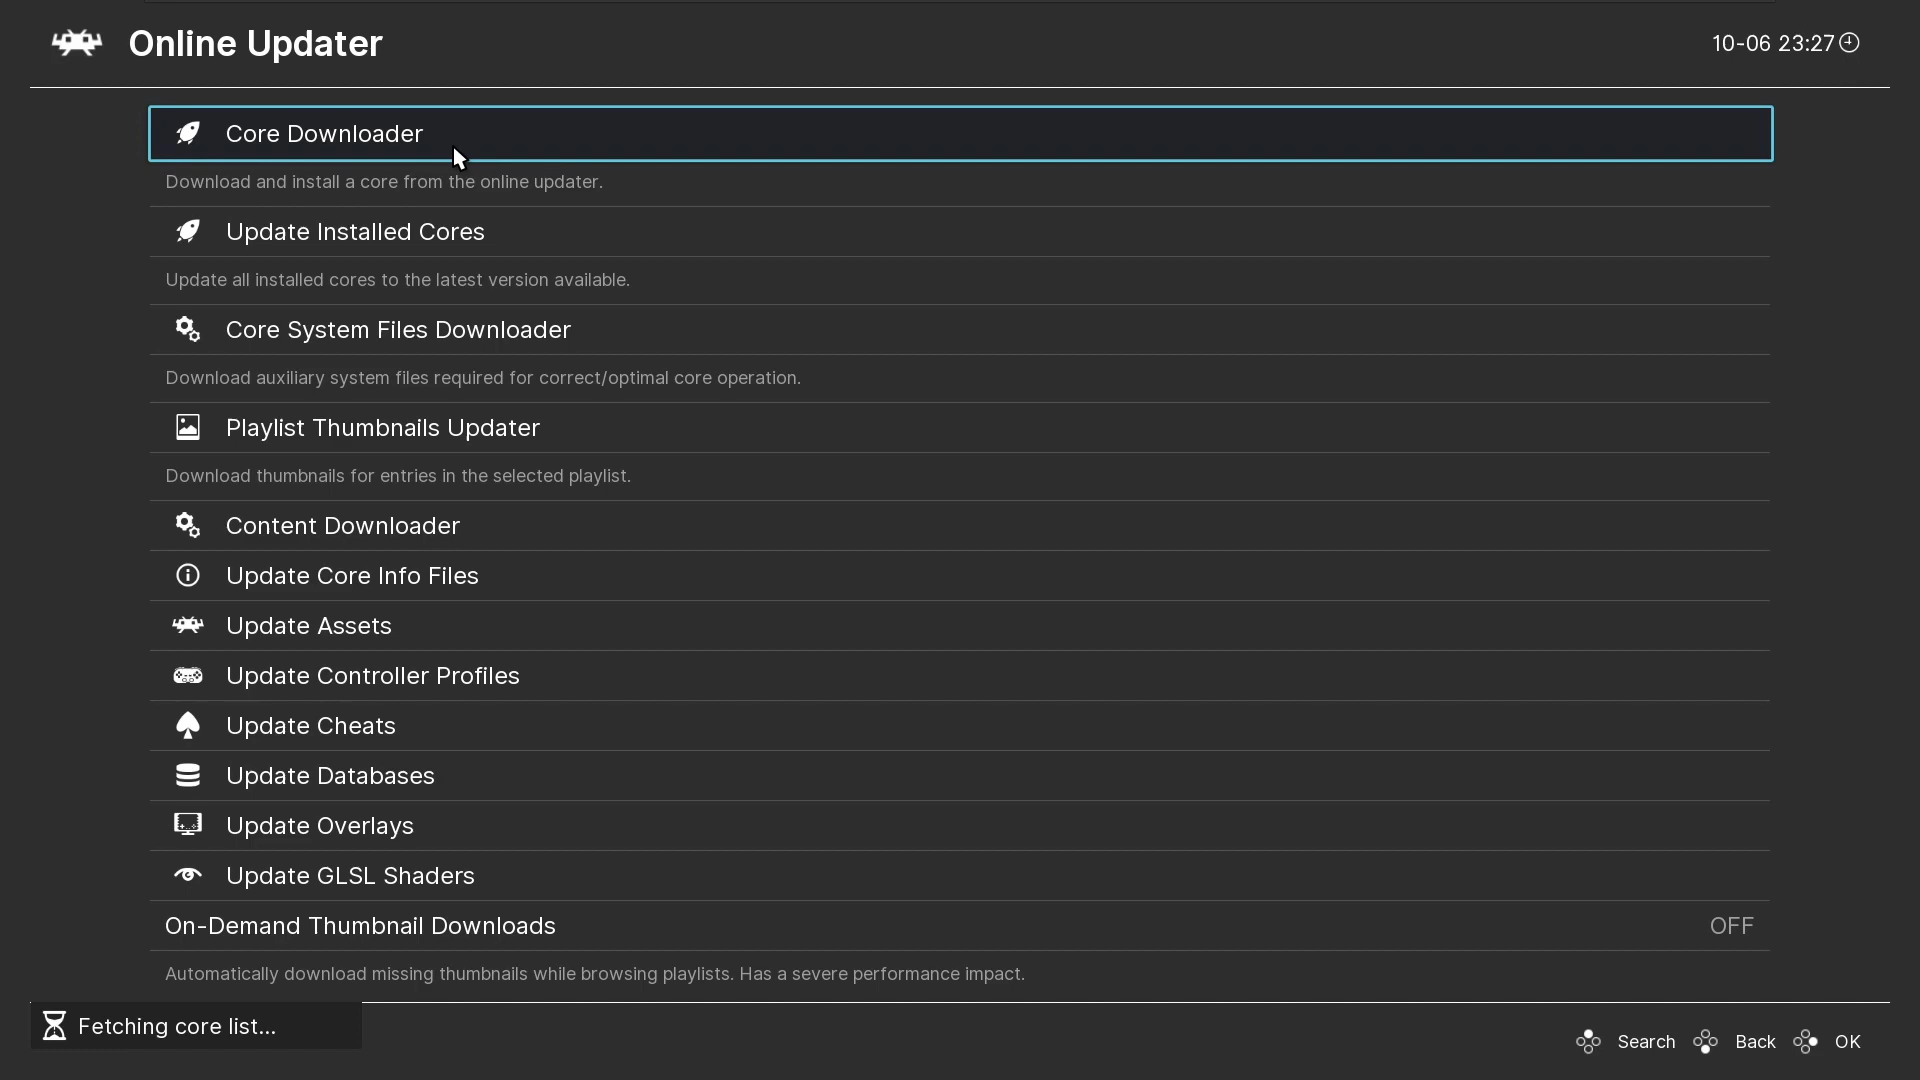 Online Updater
10-06 23:27
Core Downloader
Download and install a core from the online updater.
Update Installed Cores
Update all installed cores to the latest version available.
Core System Files Downloader
Download auxiliary system files required for correct/optimal core operation.
Playlist Thumbnails Updater
Download thumbnails for entries in the selected playlist.
Content Downloader
Update Core Info Files
Update Assets
Update Controller Profiles
Update Cheats
Update Databases
Update Overlays
Update GLSL Shaders
On-Demand Thumbnail Downloads OFF
Automatically download missing thumbnails while browsing playlists. Has a severe performance impact.
Fetching core list...
Search Back OK